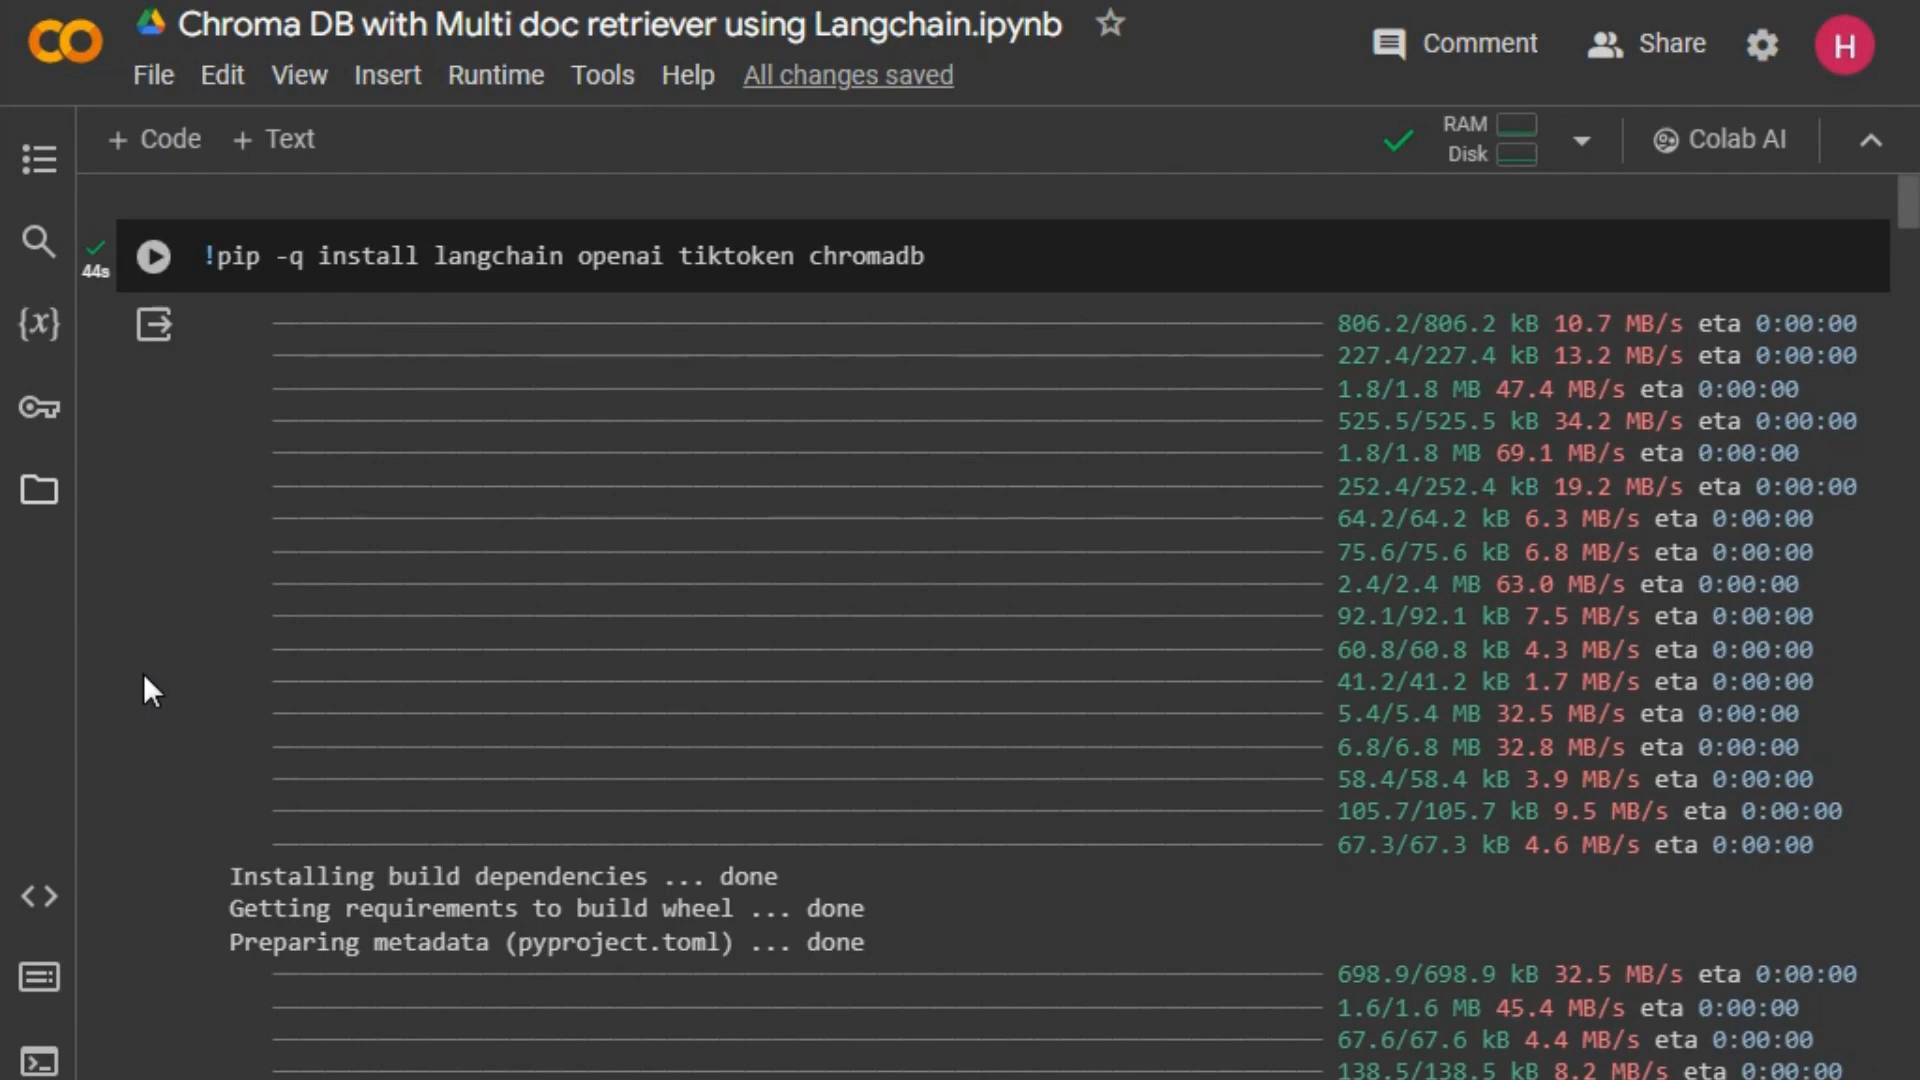 Chroma DB with Multi doc retriever using Langchain.ipynb
Comment
Share
H
File Edit View Insert Runtime Tools Help All changes saved
+ Code + Text
RAM
Disk
Colab AI
!pip -q install langchain openai tiktoken chromadb
44s
{x}
806.2/806.2 kB 10.7 MB/s eta 0:00:00
227.4/227.4 kB 13.2 MB/s eta 0:00:00
1.8/1.8 MB 47.4 MB/s eta 0:00:00
525.5/525.5 kB 34.2 MB/s eta 0:00:00
1.8/1.8 MB 69.1 MB/s eta 0:00:00
252.4/252.4 kB 19.2 MB/s eta 0:00:00
64.2/64.2 kB 6.3 MB/s eta 0:00:00
75.6/75.6 kB 6.8 MB/s eta 0:00:00
2.4/2.4 MB 63.0 MB/s eta 0:00:00
92.1/92.1 kB 7.5 MB/s eta 0:00:00
60.8/60.8 kB 4.3 MB/s eta 0:00:00
41.2/41.2 kB 1.7 MB/s eta 0:00:00
5.4/5.4 MB 32.5 MB/s eta 0:00:00
6.8/6.8 MB 32.8 MB/s eta 0:00:00
58.4/58.4 kB 3.9 MB/s eta 0:00:00
105.7/105.7 kB 9.5 MB/s eta 0:00:00
67.3/67.3 kB 4.6 MB/s eta 0:00:00
Installing build dependencies ... done
Getting requirements to build wheel ... done
Preparing metadata (pyproject.toml) ... done
698.9/698.9 kB 32.5 MB/s eta 0:00:00
1.6/1.6 MB 45.4 MB/s eta 0:00:00
67.6/67.6 kB 4.4 MB/s eta 0:00:00
138.5/138.5 kB 8.2 MB/s eta 0:00:00